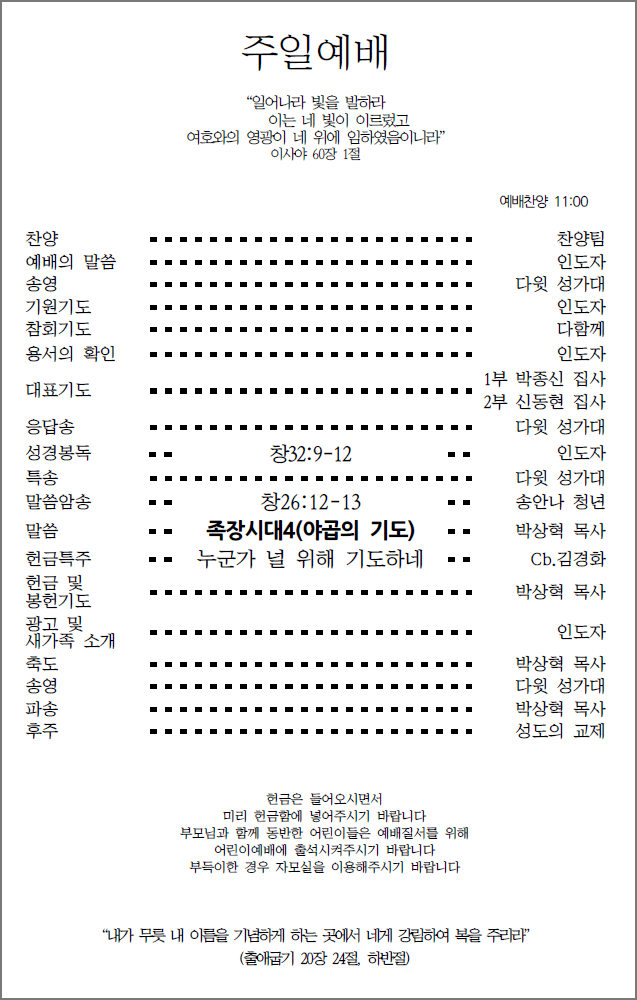 주일예배
“일어나라 빛을 발하라
이는 네 빛이 이르렀고
여호와의 영광이 네 위에 임하였음이니라”
이사야 60장 1절
예배찬양 11:00
찬양 찬양팀
예배의 말씀 인도자
송영 다윗 성가대
기원기도 인도자
참회기도 다함께
용서의 확인 인도자
대표기도 1부 박종신 집사
2부 신동현 집사
응답송 다윗 성가대
성경봉독 창32:9-12 인도자
특송 다윗 성가대
말씀암송 창26:12-13 송안나 청년
말씀 족장시대4(야곱의 기도) 박상혁 목사
헌금특주 누군가 널 위해 기도하네 Cb.김경화
헌금 및
봉헌기도 박상혁 목사
광고 및
새가족 소개 인도자
축도 박상혁 목사
송영 다윗 성가대
파송 박상혁 목사
후주 성도의 교제
헌금은 들어오시면서
미리 헌금함에 넣어주시기 바랍니다
부모님과 함께 동반한 어린이들은 예배질서를 위해
어린이예배에 출석시켜주시기 바랍니다
부득이한 경우 자모실을 이용해주시기 바랍니다
“내가 무릇 내 이름을 기념하게 하는 곳에서 네게 강림하여 복을 주리라”
(출애굽기 20장 24절, 하반절)